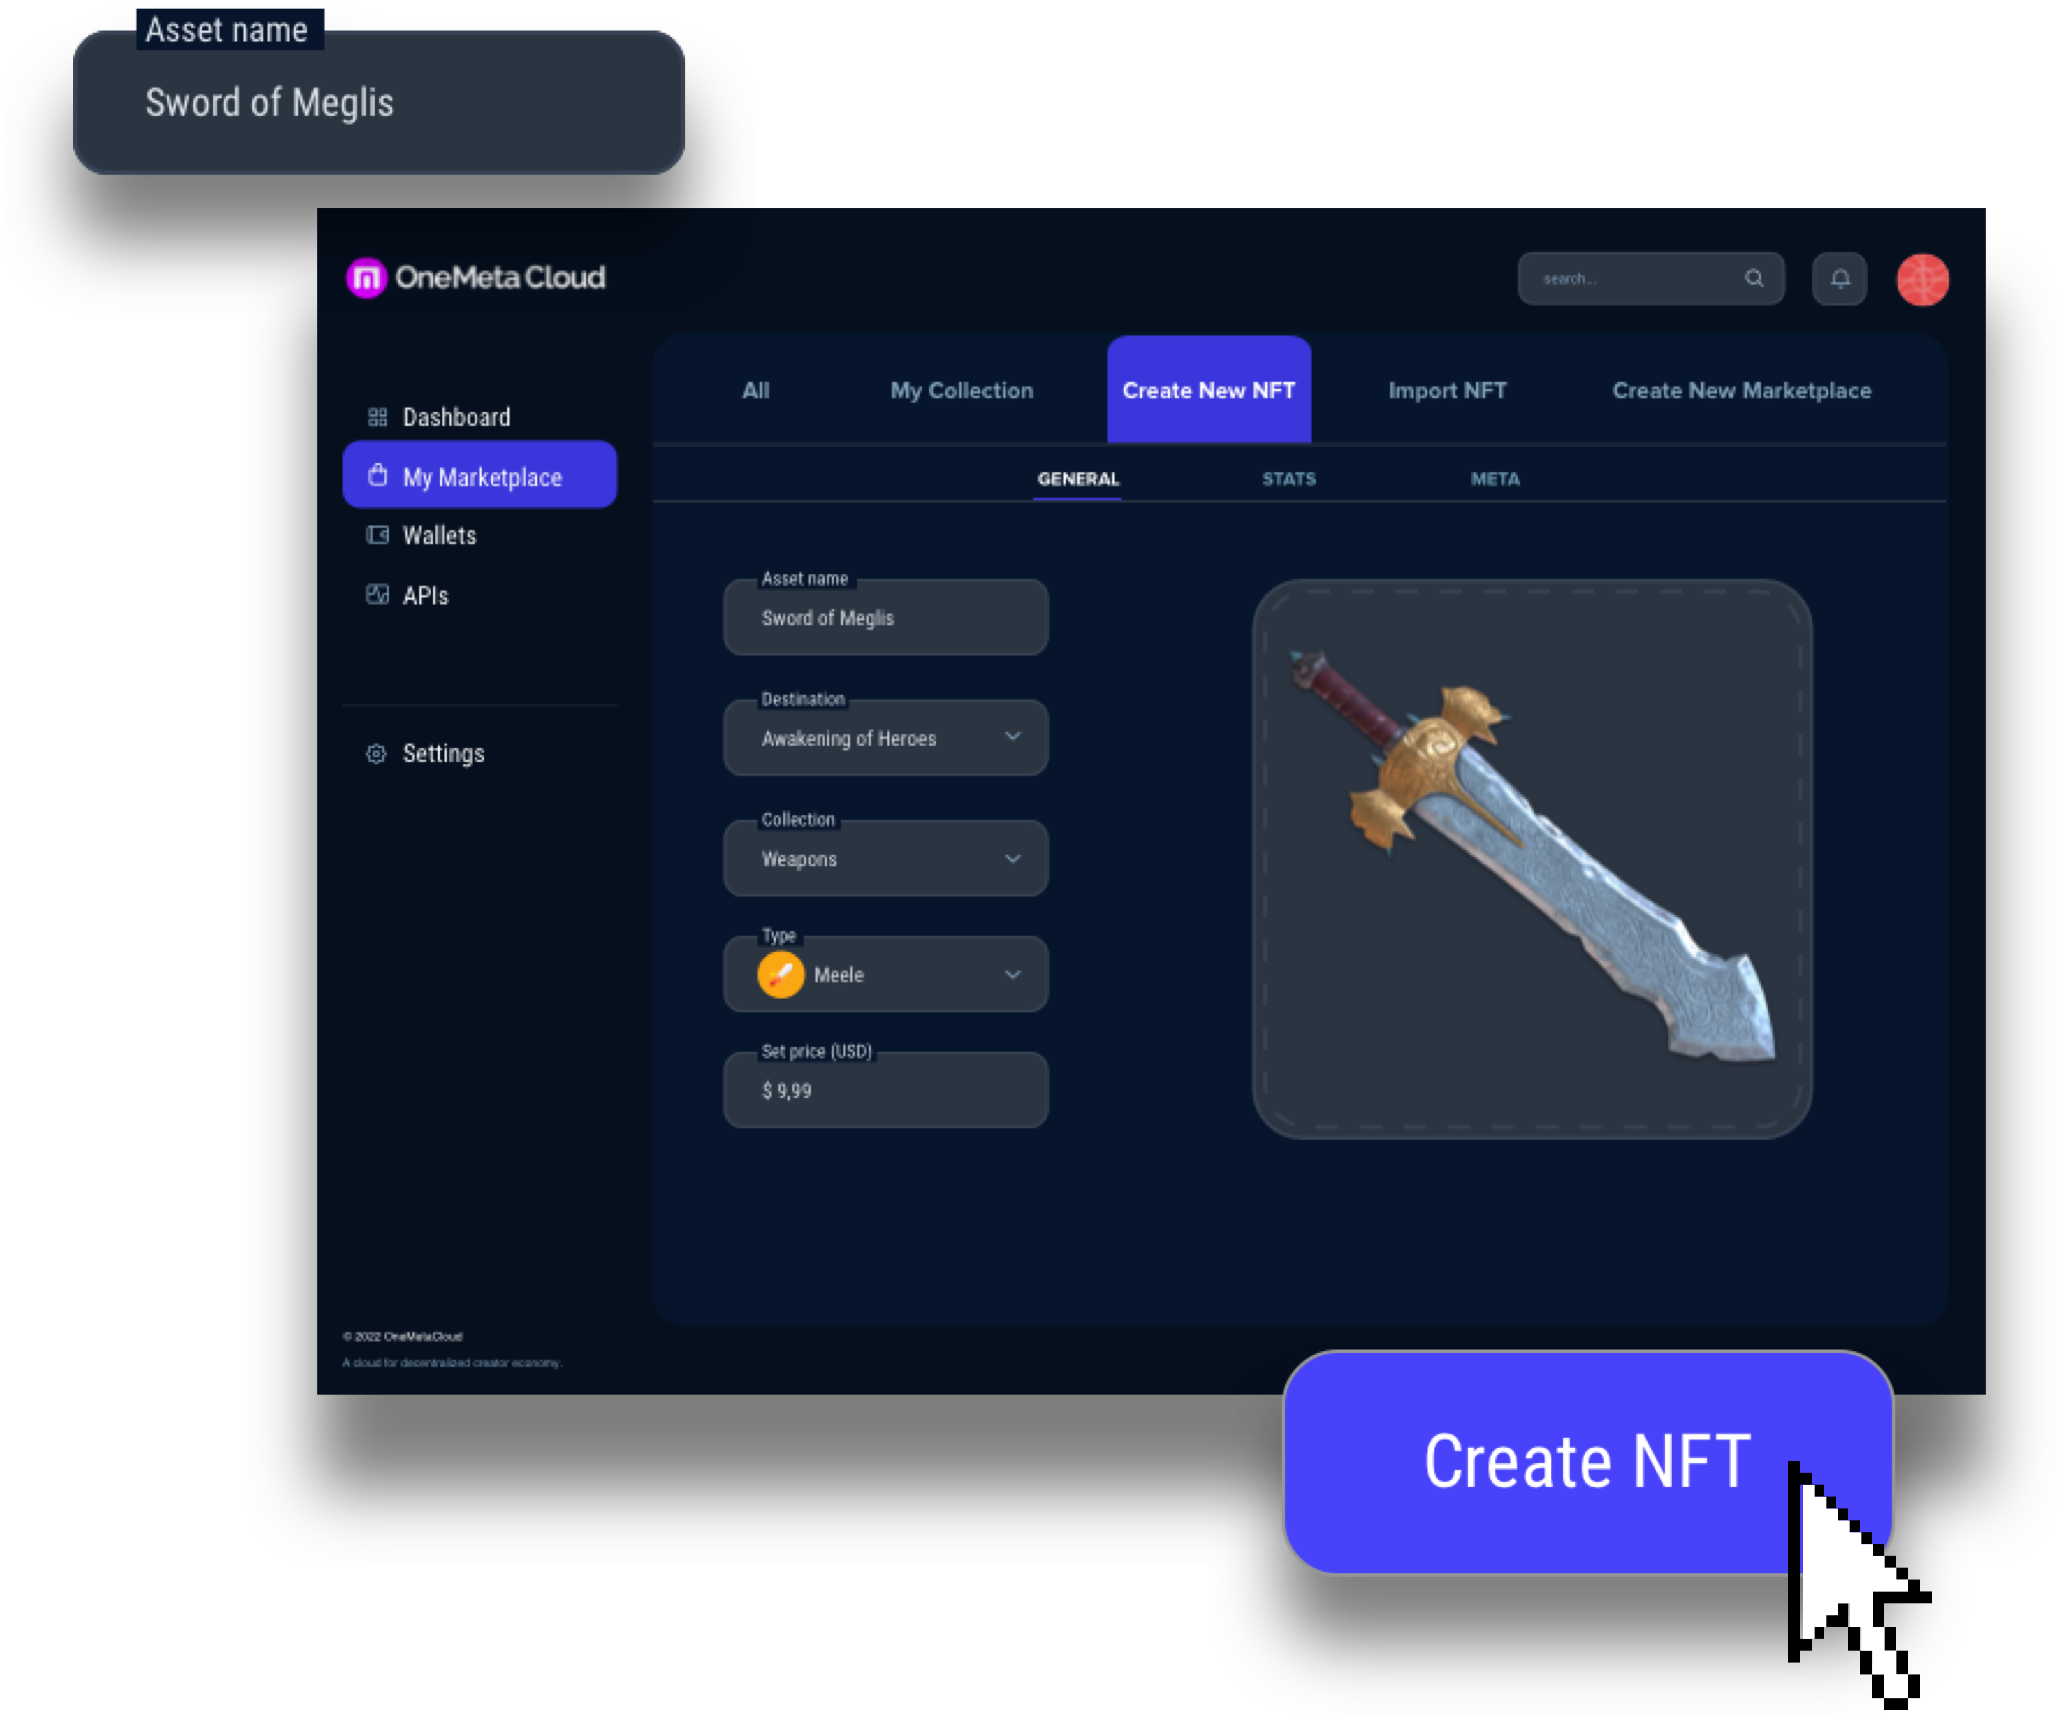 Asset name
Sword of Meglis
OneMeta Cloud
search...
All
My Collection
Create New NFT
Import NFT
Create New Marketplace
Dashboard
My Marketplace
Wallets
APIs
Settings
GENERAL
STATS
META
Asset name
Sword of Meglis
Destination
Awakening of Heroes
Collection
Weapons
Type
Meele
Set price (USD)
$ 9,99
© 2022 OneMetaCloud
A cloud for decentralized creator economy.
Create NFT